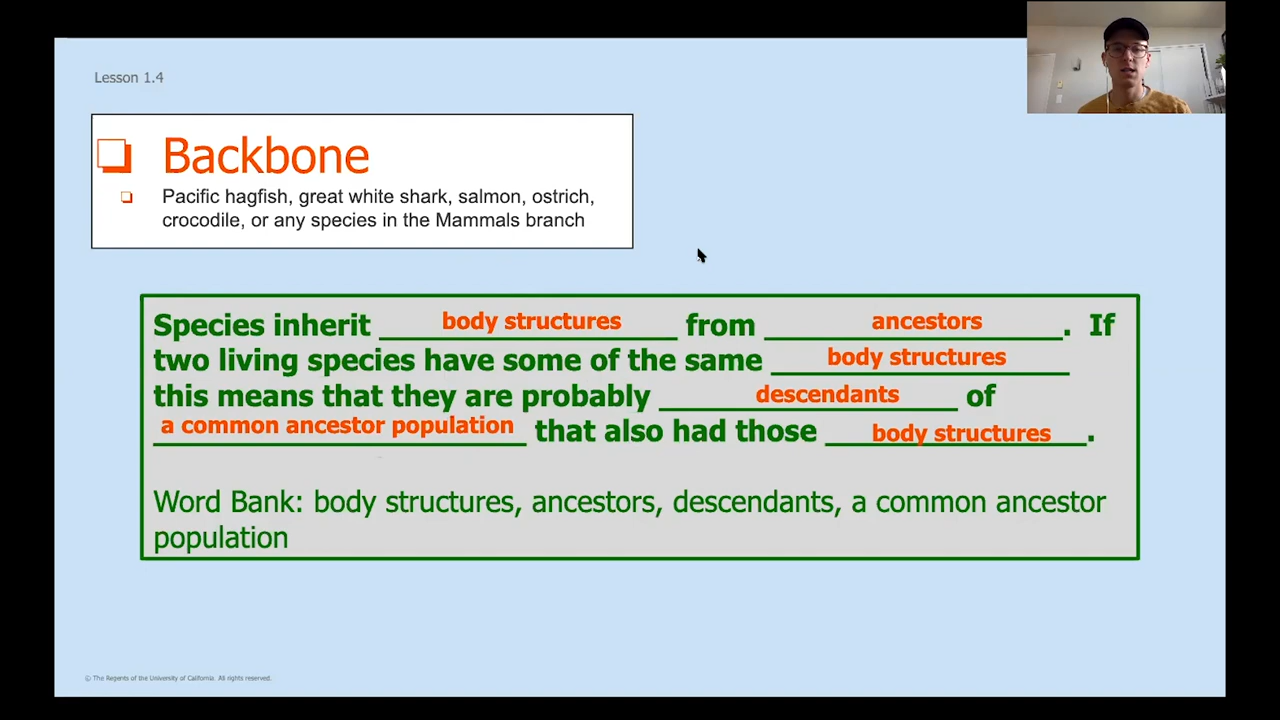 Lesson 1.4
Backbone
Pacific hagfish, great white shark, salmon, ostrich,
crocodile, or any species in the Mammals branch
Species inherit body structures from ancestors. If
two living species have some of the same body structures
this means that they are probably descendants of
a common ancestor population that also had those body structures.
Word Bank: body structures, ancestors, descendants, a common ancestor
population
© The Regents of the University of California. All rights reserved.